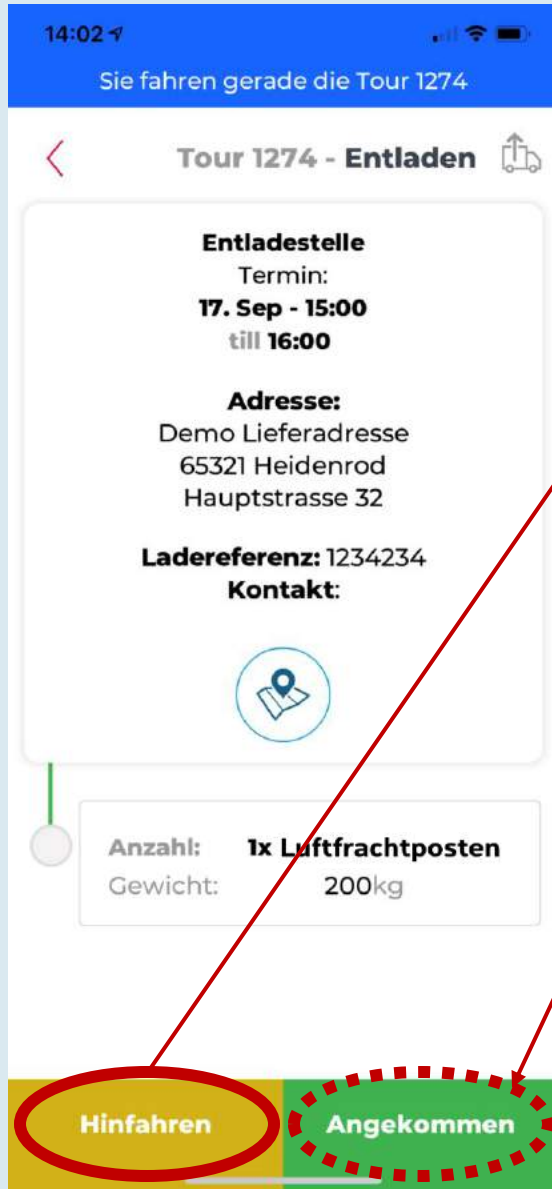 14:02
Sie fahren gerade die Tour 1274
Tour 1274 - Entladen
Entladestelle
Termin:
17. Sep - 15:00
till 16:00
Adresse:
Demo Lieferadresse
65321 Heidenrod
Hauptstrasse 32
Ladereferenz: 1234234
Kontakt:
Anzahl: 1x Luftfrachtposten
Gewicht: 200kg
Hinfahren Angekommen